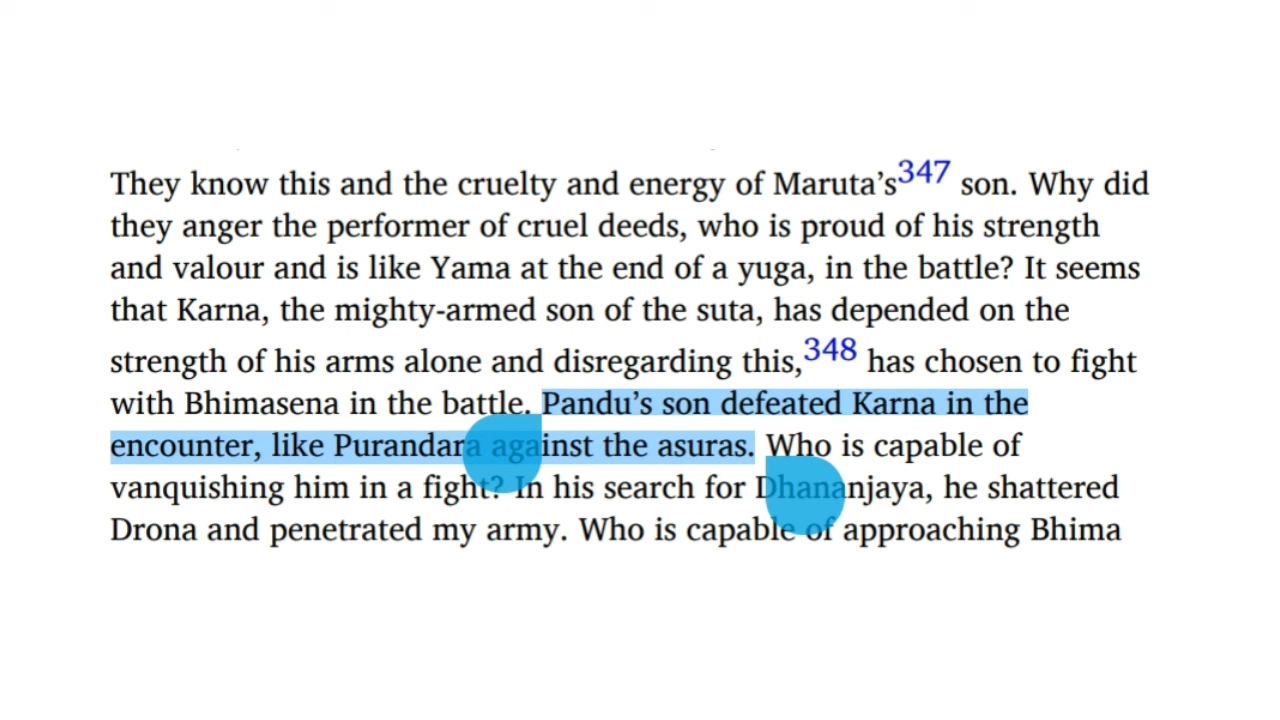 They know this and the cruelty and energy of Maruta’s347 son. Why did
they anger the performer of cruel deeds, who is proud of his strength
and valour and is like Yama at the end of a yuga, in the battle? It seems
that Karna, the mighty-armed son of the suta, has depended on the
strength of his arms alone and disregarding this,348 has chosen to fight
with Bhimasena in the battle. Pandu’s son defeated Karna in the
encounter, like Purandara against the asuras. Who is capable of
vanquishing him in a fight? In his search for Dhananjaya, he shattered
Drona and penetrated my army. Who is capable of approaching Bhima